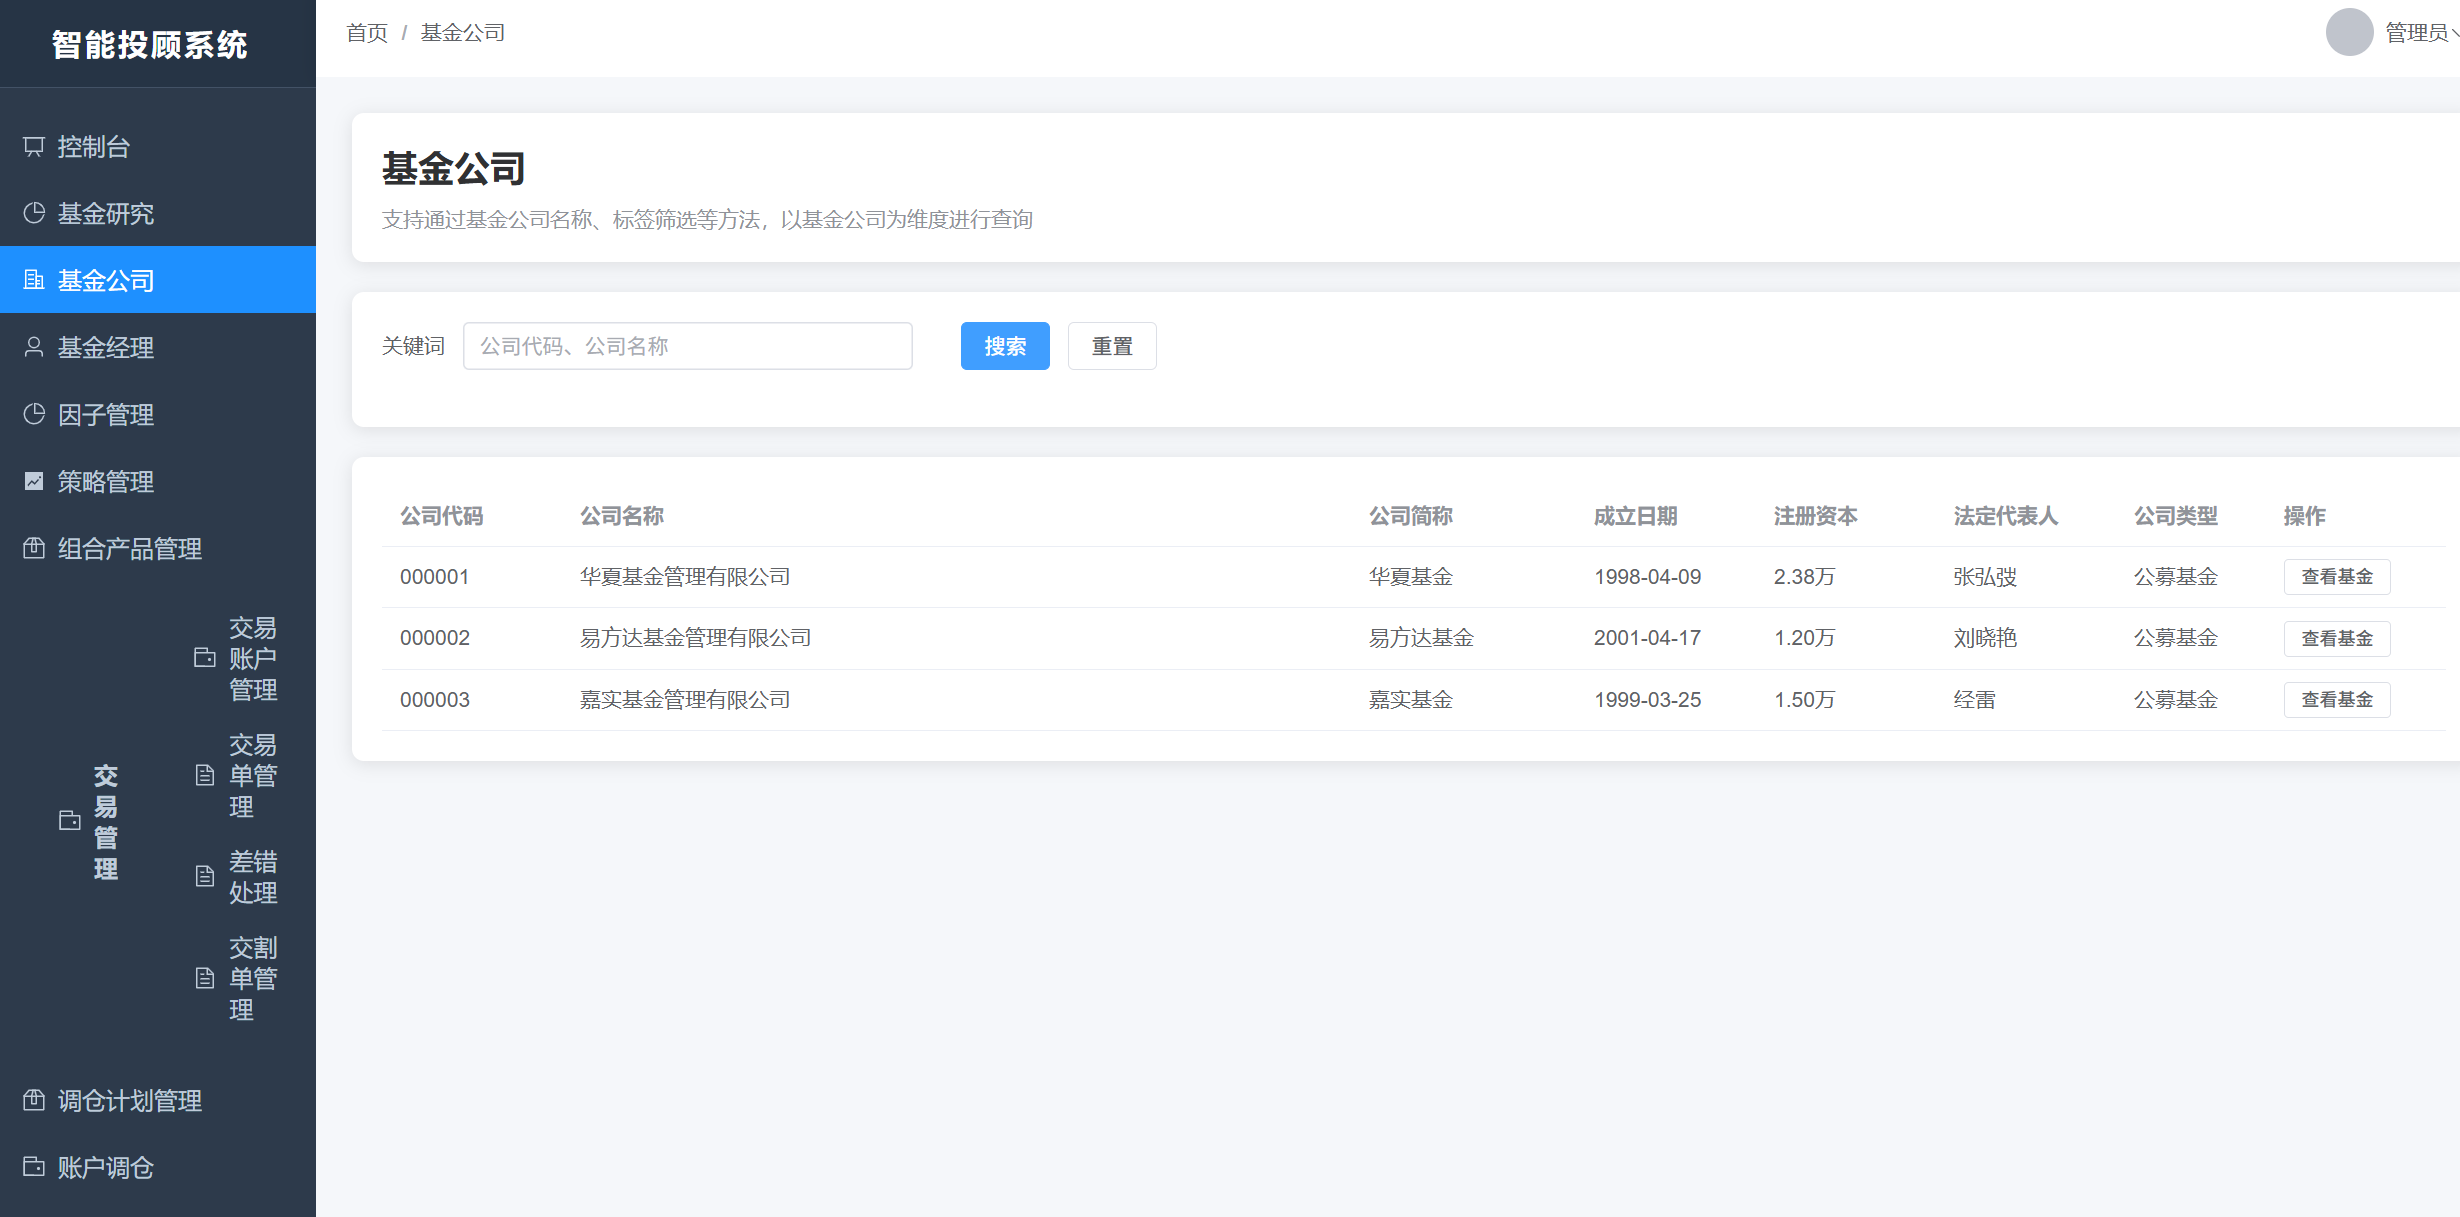 智能投顾系统
首页 / 基金公司
管理员
控制台
基金研究
基金公司
基金经理
因子管理
策略管理
组合产品管理
交易管理
交易
账户
管理
交易
单管
理
差错
处理
交割
单管
理
调仓计划管理
账户调仓
基金公司
支持通过基金公司名称、标签筛选等方法，以基金公司为维度进行查询
关键词 公司代码、公司名称 搜索 重置
公司代码 公司名称 公司简称 成立日期 注册资本 法定代表人 公司类型 操作
000001 华夏基金管理有限公司 华夏基金 1998-04-09 2.38万 张弘弢 公募基金 查看基金
000002 易方达基金管理有限公司 易方达基金 2001-04-17 1.20万 刘晓艳 公募基金 查看基金
000003 嘉实基金管理有限公司 嘉实基金 1999-03-25 1.50万 经雷 公募基金 查看基金